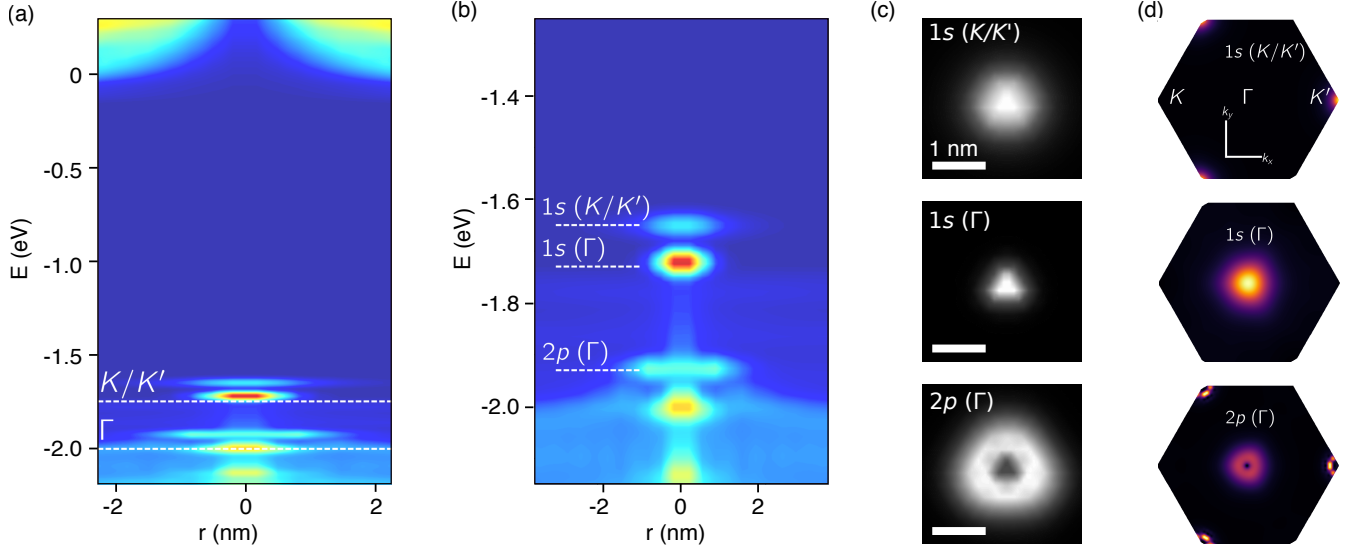 (a)
E (eV)
0
-0.5
-1.0
-1.5
-2.0
K/K′
Γ
-2
0
2
r (nm)
(b)
E (eV)
-1.4
-1.6
-1.8
-2.0
1s (K/K′)
1s (Γ)
2p (Γ)
-2
0
2
r (nm)
(c)
1s (K/K')
1 nm
1s (Γ)
2p (Γ)
(d)
1s (K/K′)
K
Γ
K′
k_y
k_x
1s (Γ)
2p (Γ)